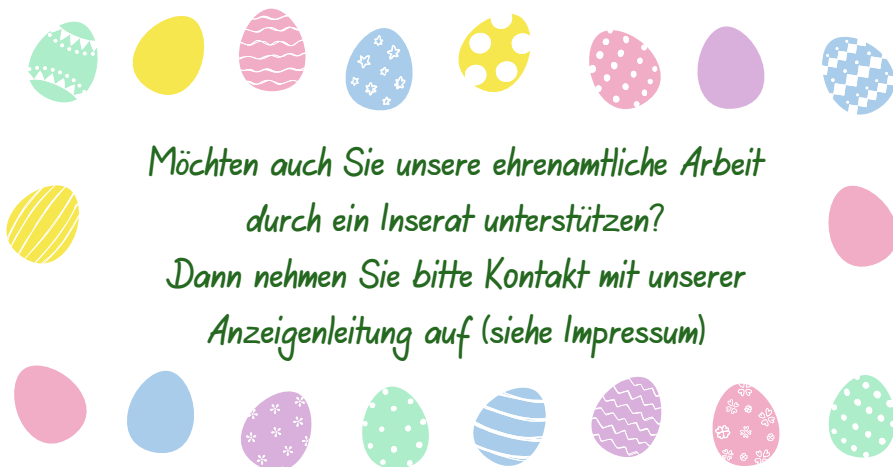 Möchten auch Sie unsere ehrenamtliche Arbeit
durch ein Inserat unterstützen?
Dann nehmen Sie bitte Kontakt mit unserer
Anzeigenleitung auf (siehe Impressum)